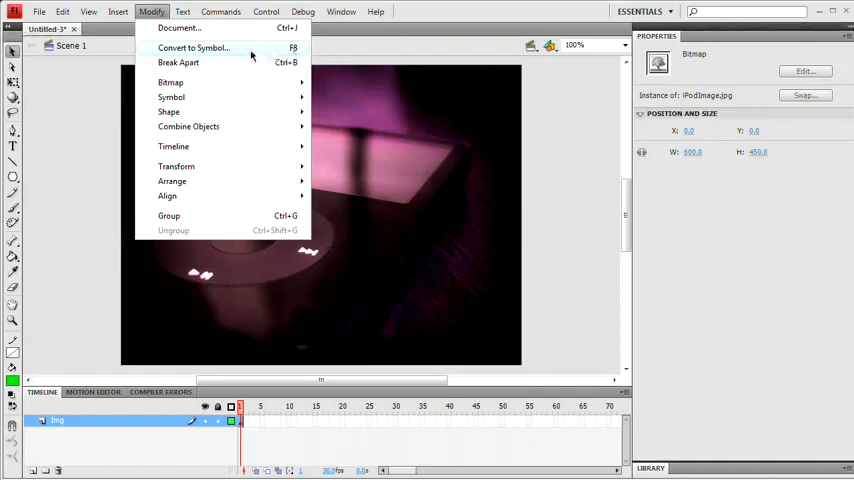 FL File Edit View Insert Modify Text Commands Control Debug Window Help ESSENTIALS
Untitled-3*
Scene 1 100%
Document... Ctrl+J
Convert to Symbol... F8
Break Apart Ctrl+B
Bitmap
Symbol
Shape
Combine Objects
Timeline
Transform
Arrange
Align
Group Ctrl+G
Ungroup Ctrl+Shift+G
PROPERTIES
Bitmap
Edit...
Instance of: iPodImage.jpg Swap...
POSITION AND SIZE
X: 0.0 Y: 0.0
W: 600.0 H: 450.0
TIMELINE MOTION EDITOR COMPILER ERRORS
1 5 10 15 20 25 30 35 40 45 50 55 60 65 70
Img
1 30.0fps 0.0s
LIBRARY